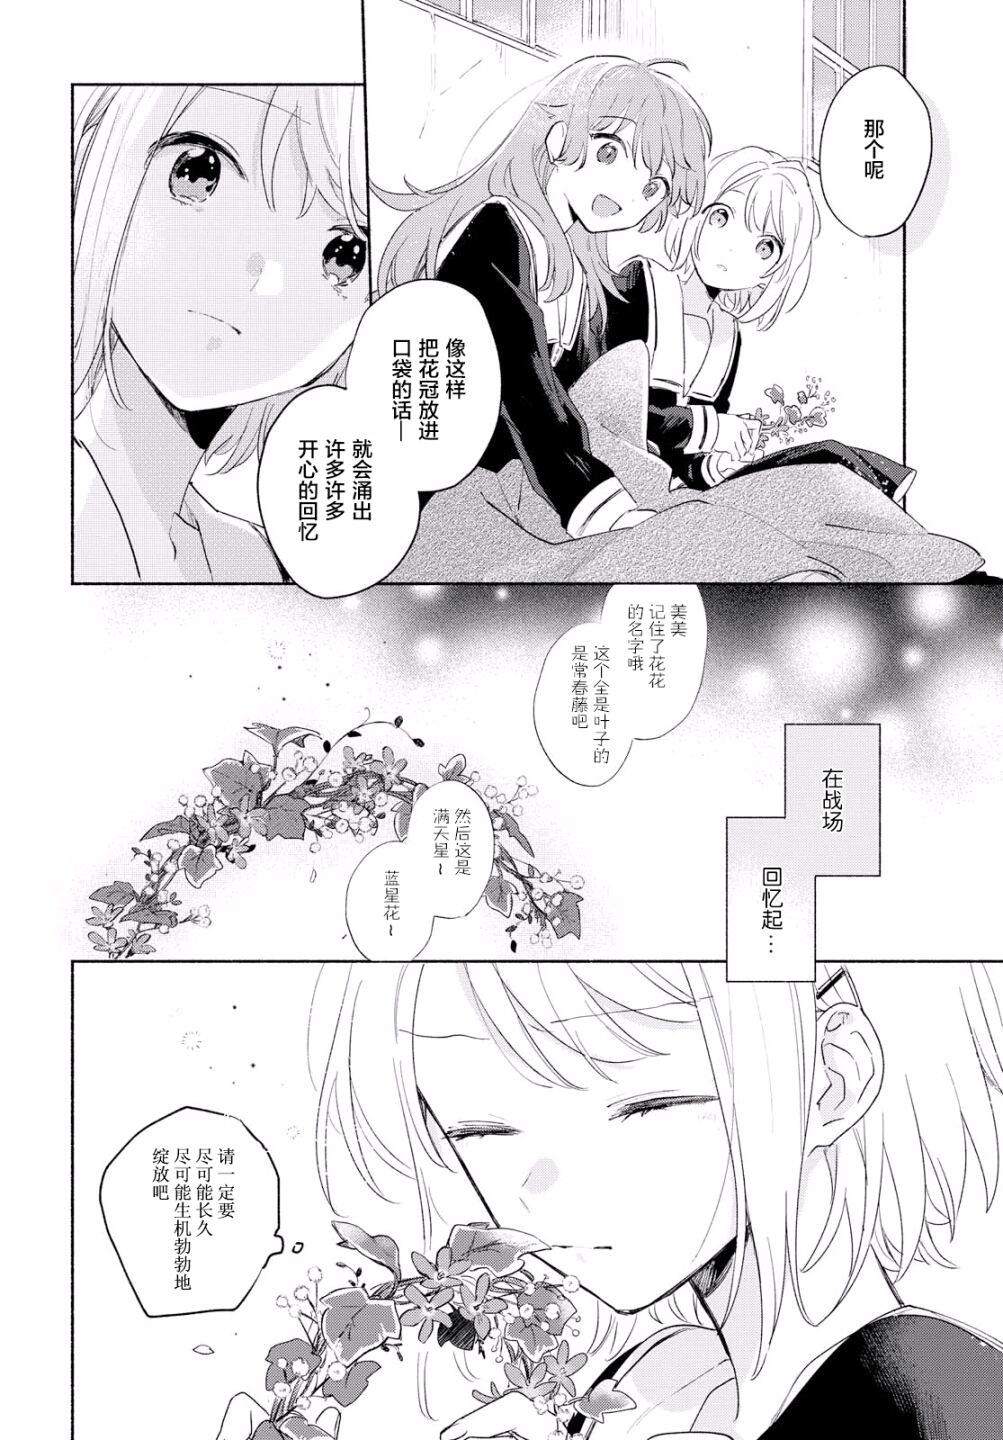 那个呢
像这样
把花冠放进
口袋的话—
就会涌出
许多许多
开心的回忆
美美
记住了花花
的名字哦
这个全是叶子的
是常春藤吧
在战场
回忆起…
然后这是
满天星~
蓝星花~
请一定要
尽可能长久
尽可能生机勃勃地
绽放吧